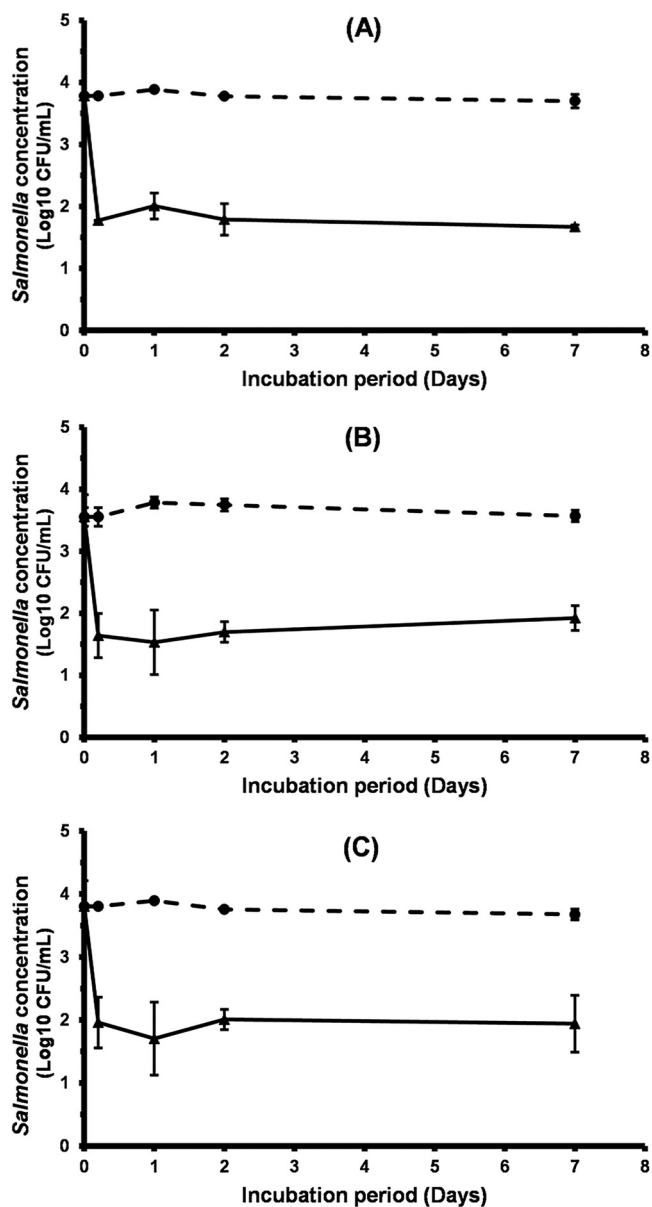 (A)
5
4
3
2
1
0
Salmonella concentration
(Log10 CFU/mL)
0 1 2 3 4 5 6 7 8
Incubation period (Days)
(B)
5
4
3
2
1
0
Salmonella concentration
(Log10 CFU/mL)
0 1 2 3 4 5 6 7 8
Incubation period (Days)
(C)
5
4
3
2
1
0
Salmonella concentration
(Log10 CFU/mL)
0 1 2 3 4 5 6 7 8
Incubation period (Days)